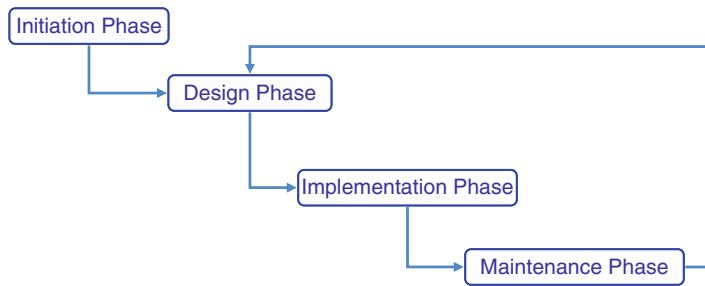 Initiation Phase
Design Phase
Implementation Phase
Maintenance Phase